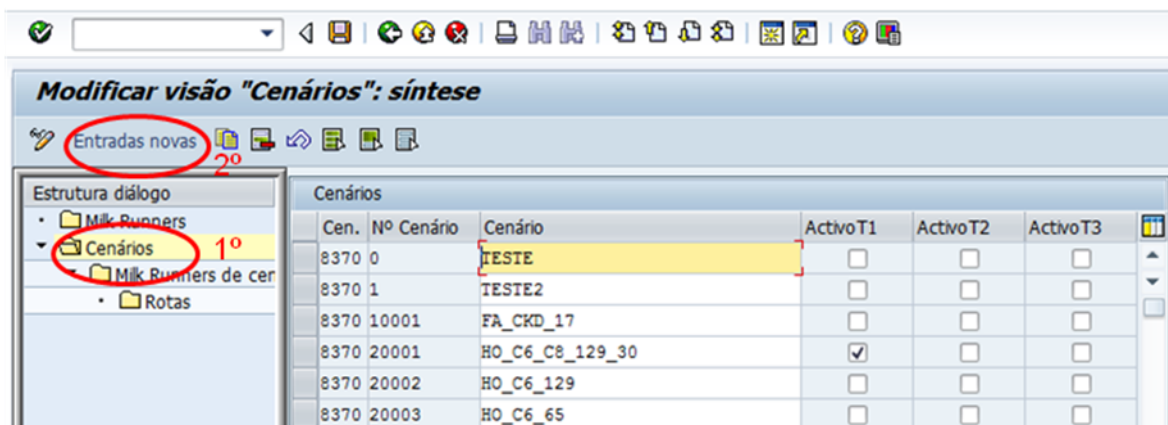 Modificar visão "Cenários": síntese
Entradas novas
2º
Estrutura diálogo
Milk Runners
Cenários 1º
Milk Runners de cen
Rotas
Cenários
Cen. Nº Cenário Cenário ActivoT1 ActivoT2 ActivoT3
8370 0 TESTE
8370 1 TESTE2
8370 10001 FA_CKD_17
8370 20001 HO_C6_C8_129_30
8370 20002 HO_C6_129
8370 20003 HO_C6_65